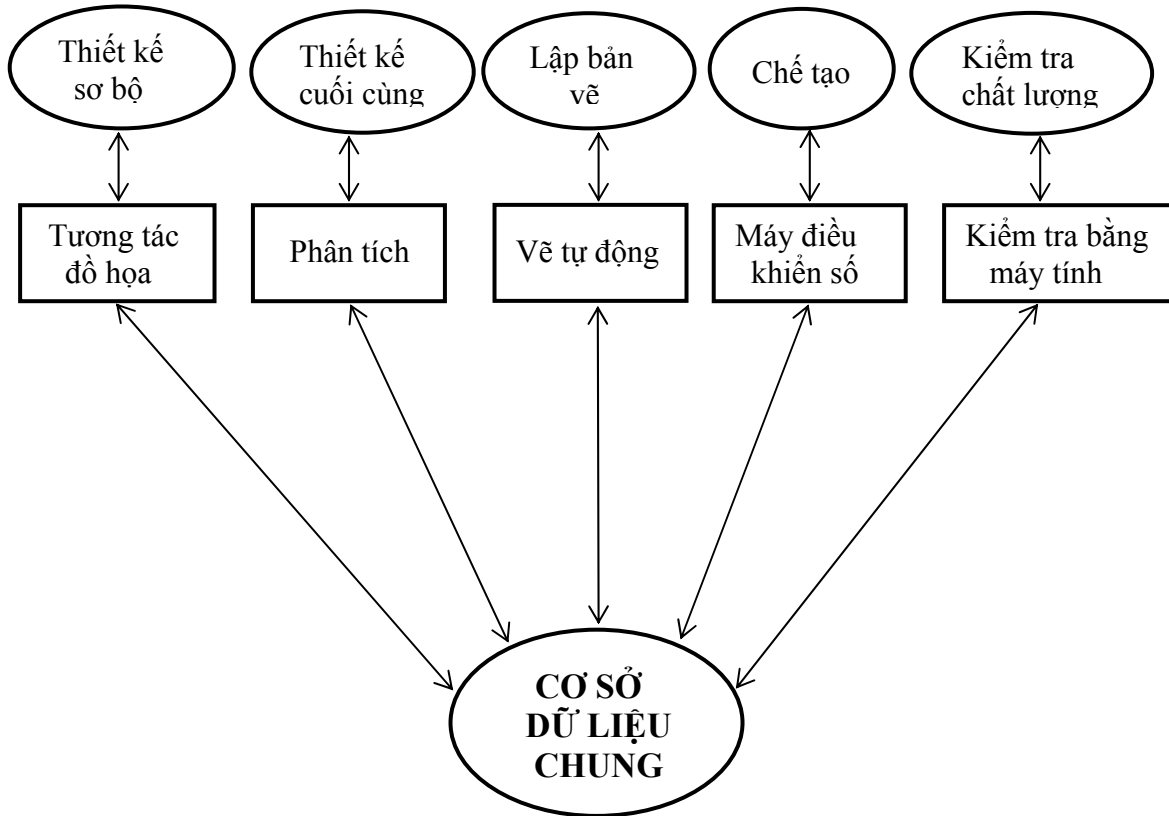 Thiết kế
sơ bộ
Thiết kế
cuối cùng
Lập bản
vẽ
Chế tạo
Kiểm tra
chất lượng
Tương tác
đồ họa
Phân tích
Vẽ tự động
Máy điều
khiển số
Kiểm tra bằng
máy tính
CƠ SỞ
DỮ LIỆU
CHUNG